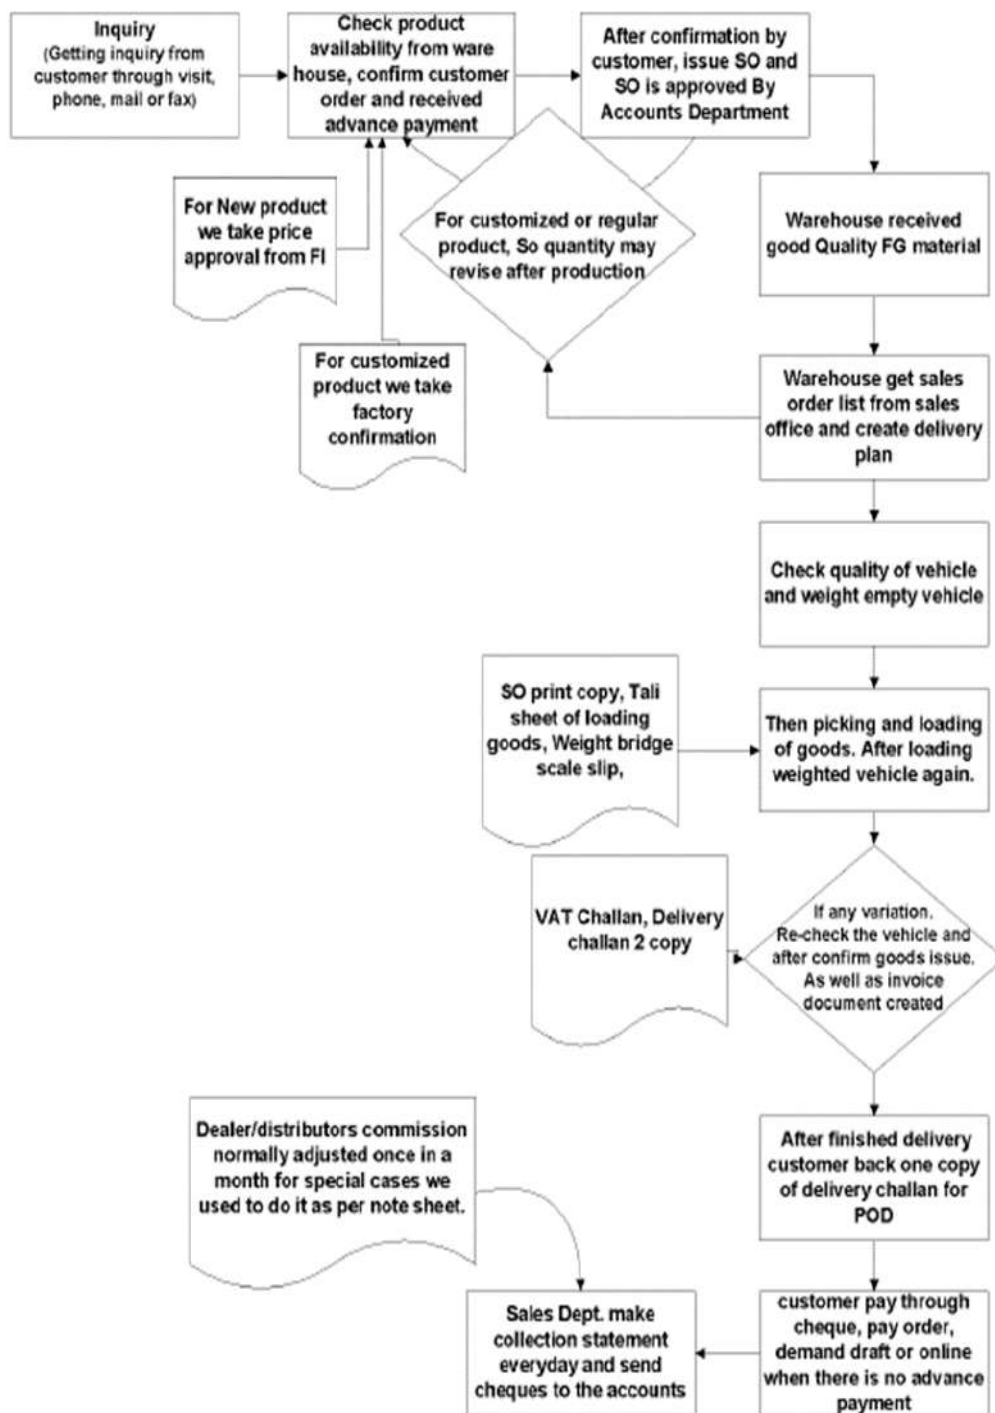 Inquiry
(Getting inquiry from
customer through visit,
phone, mail or fax)
Check product
availability from ware
house, confirm customer
order and received
advance payment
After confirmation by
customer, issue SO and
SO is approved By
Accounts Department
For New product
we take price
approval from FI
For customized or regular
product, So quantity may
revise after production
Warehouse received
good Quality FG material
For customized
product we take
factory
confirmation
Warehouse get sales
order list from sales
office and create delivery
plan
Check quality of vehicle
and weight empty vehicle
SO print copy, Tali
sheet of loading
goods, Weight bridge
scale slip,
Then picking and loading
of goods. After loading
weighted vehicle again.
VAT Challan, Delivery
challan 2 copy
If any variation.
Re-check the vehicle and
after confirm goods issue.
As well as invoice
document created
Dealer/distributors commission
normally adjusted once in a
month for special cases we
used to do it as per note sheet.
After finished delivery
customer back one copy
of delivery challan for
POD
Sales Dept. make
collection statement
everyday and send
cheques to the accounts
customer pay through
cheque, pay order,
demand draft or online
when there is no advance
payment